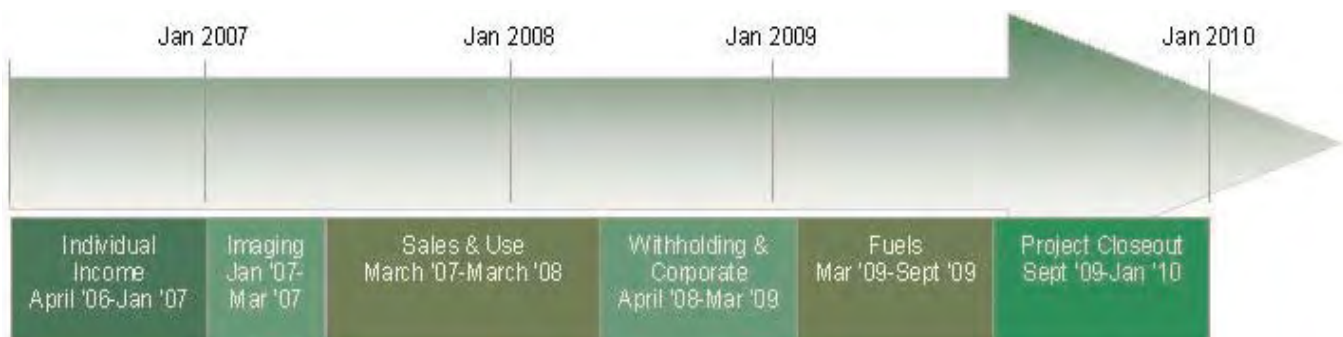 Jan 2007
Jan 2008
Jan 2009
Jan 2010
Individual
Income
April '06-Jan '07
Imaging
Jan '07-
Mar '07
Sales & Use
March '07-March '08
Withholding &
Corporate
April '08-Mar '09
Fuels
Mar '09-Sept '09
Project Closeout
Sept '09-Jan '10